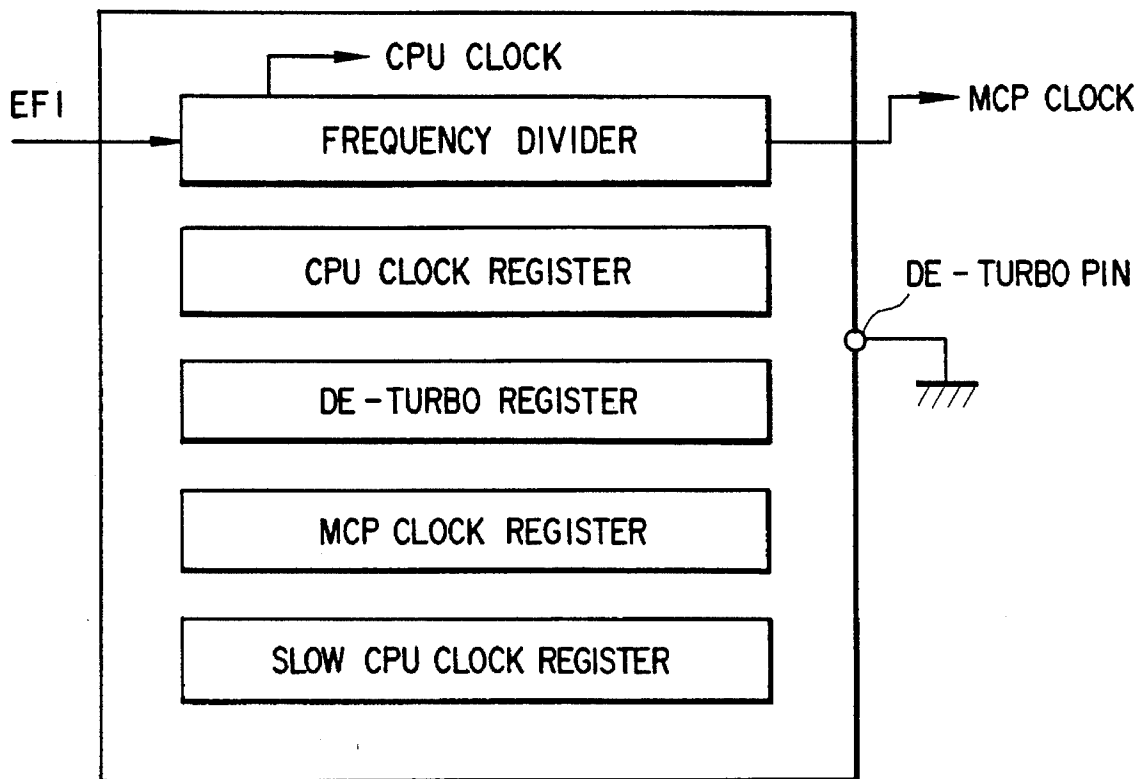 CPU CLOCK
EFI
MCP CLOCK
FREQUENCY DIVIDER
CPU CLOCK REGISTER
DE-TURBO PIN
DE-TURBO REGISTER
MCP CLOCK REGISTER
SLOW CPU CLOCK REGISTER